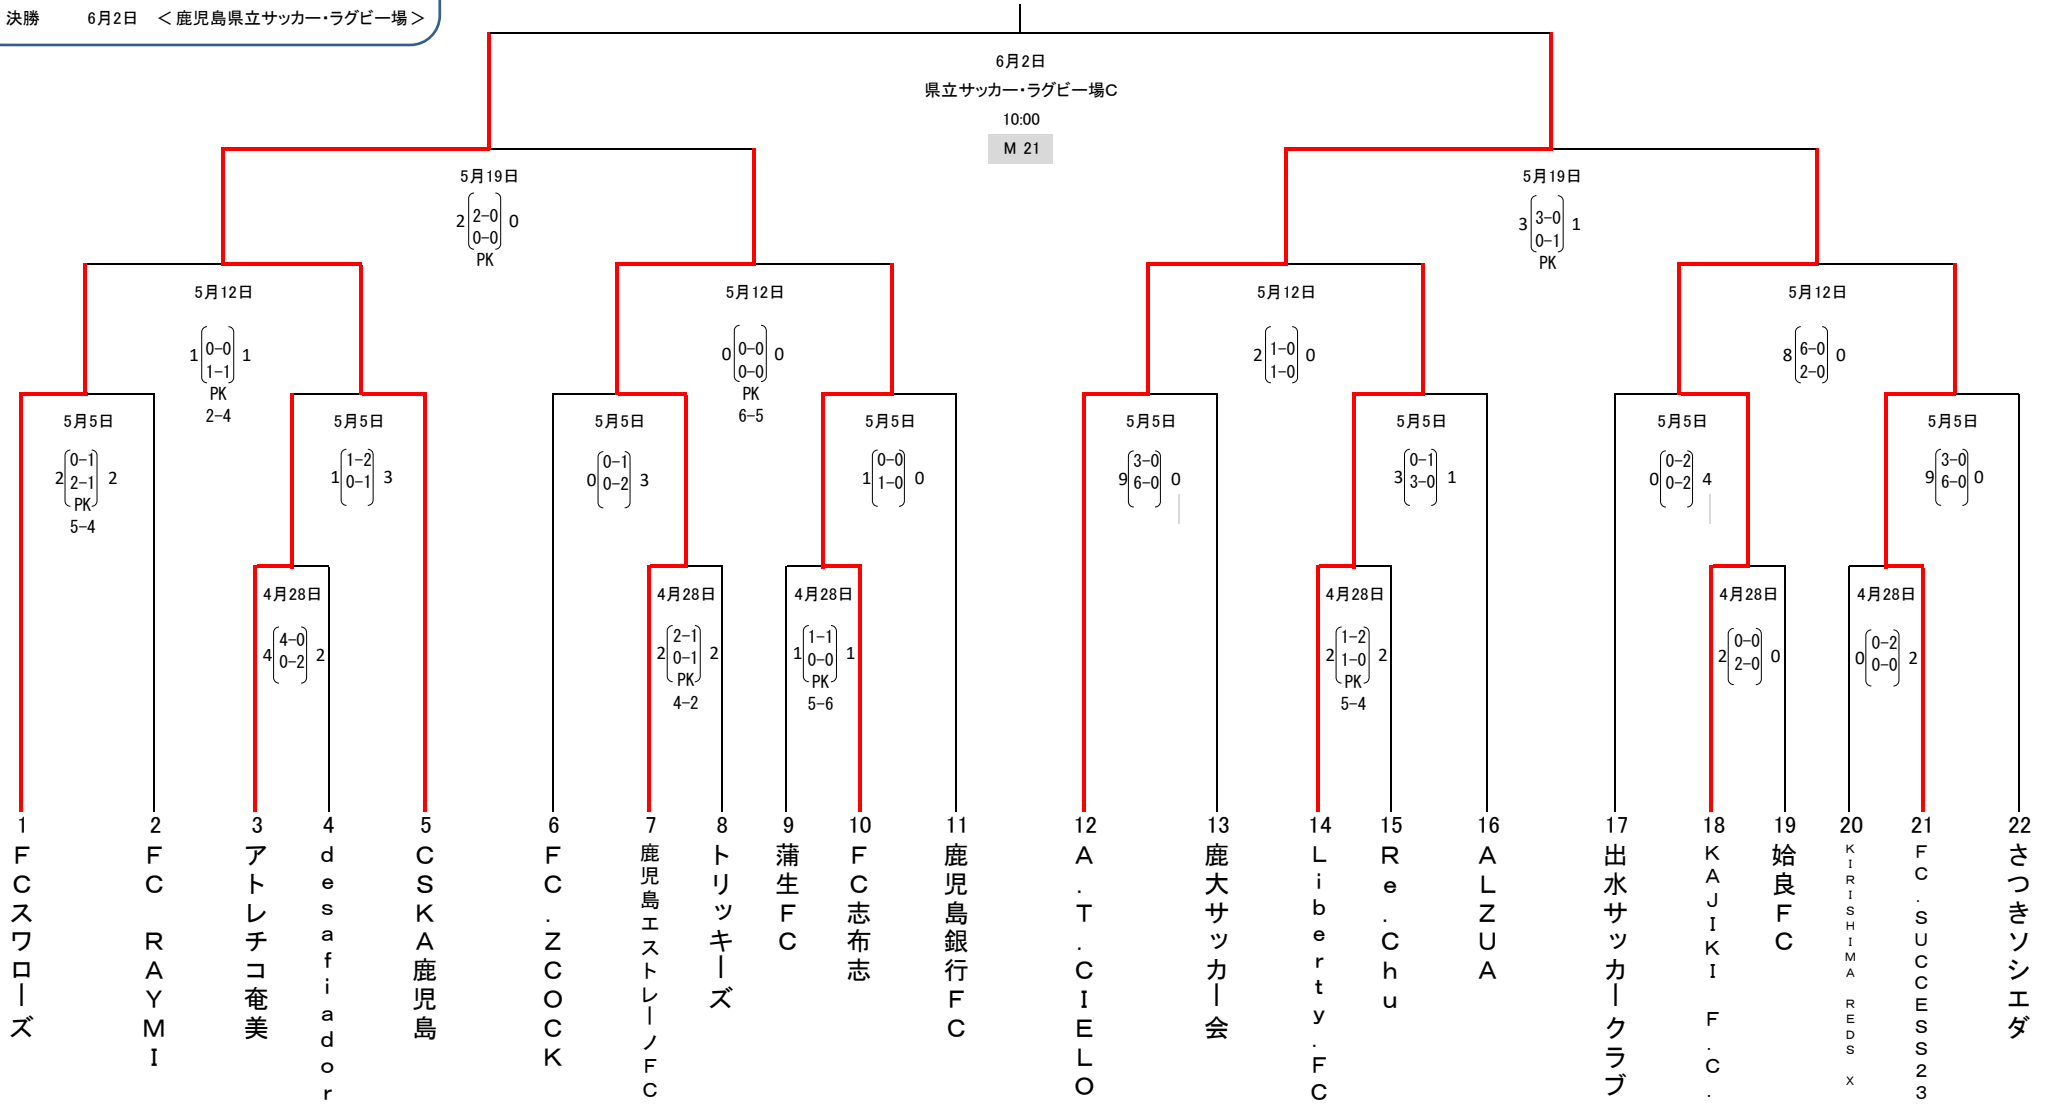 決勝 6月2日 ＜鹿児島県立サッカー・ラグビー場＞
6月2日
県立サッカー・ラグビー場C
10:00
M 21
5月19日
2 2-0 0
0-0
PK
5月19日
3 3-0 1
0-1
PK
5月12日
1 0-0 1
1-1
PK
2-4
5月12日
0 0-0 0
0-0
PK
6-5
5月12日
2 1-0 0
1-0
5月12日
8 6-0 0
2-0
5月5日
2 0-1 2
2-1
PK
5-4
5月5日
1 1-2 3
0-1
5月5日
0 0-1 3
0-2
5月5日
1 0-0 0
1-0
5月5日
9 3-0 0
6-0
5月5日
3 0-1 1
3-0
5月5日
0 0-2 4
0-2
5月5日
9 3-0 0
6-0
4月28日
4 4-0 2
0-2
4月28日
2 2-1 2
0-1
PK
4-2
4月28日
1 1-1 1
0-0
PK
5-6
4月28日
2 1-2 2
1-0
PK
5-4
4月28日
2 0-0 0
2-0
4月28日
0 0-2 2
0-0
1 FCスワローズ
2 FC RAYMI
3 アトレチコ奄美
4 desafiador
5 CSKA鹿児島
6 FC.ZCOCK
7 鹿児島エストレーノFC
8 トリッキーズ
9 蒲生FC
10 FC志布志
11 鹿児島銀行FC
12 A.T.CIELO
13 鹿大サッカー会
14 Liberty.FC
15 Re.Chu
16 ALZUA
17 出水サッカークラブ
18 KAJIKI F.C.
19 姶良FC
20 KIRISHIMA REDS X
21 FC.SUCCESS23
22 さつきソシエダ